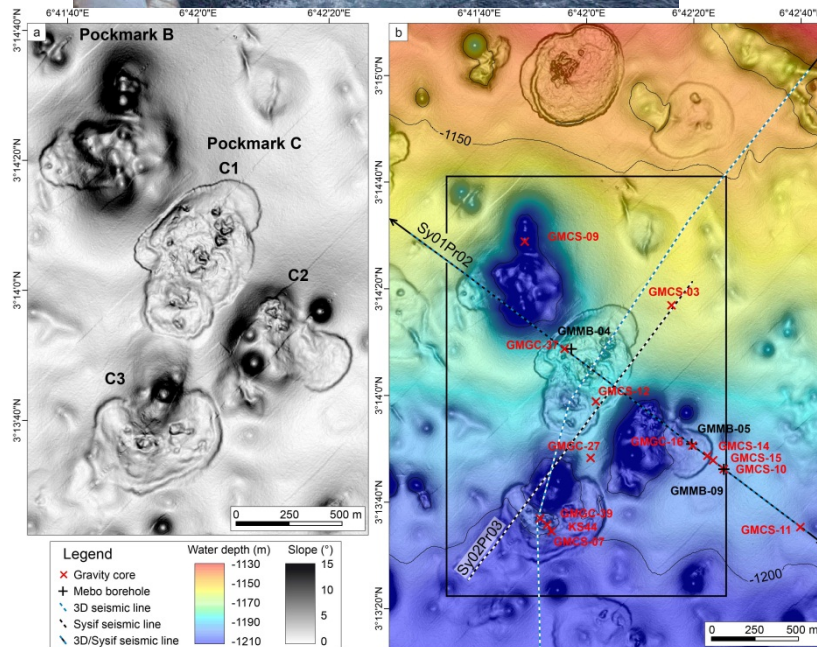 6°41'40"E
6°42'0"E
6°42'20"E
3°14'40"N
3°14'20"N
3°14'0"N
3°13'40"N
a
Pockmark B
Pockmark C
C1
C2
C3
0 250 500 m
6°41'40"E
6°42'0"E
6°42'20"E
6°42'40"E
3°15'0"N
3°14'40"N
3°14'20"N
3°14'0"N
3°13'40"N
3°13'20"N
b
-1150
Sy01Pr02
GMCS-09
GMCS-03
GMMB-04
GMGC-37
GMGC-27
GMMB-05
GMGC-16
GMCS-14
GMCS-15
GMCS-10
GMMB-09
KS44
GMCS-07
GMCS-11
Sy02Pr03
-1200
0 250 500 m
Legend
Gravity core
Mebo borehole
3D seismic line
Sysif seismic line
3D/Sysif seismic line
Water depth (m)
-1130
-1150
-1170
-1190
-1210
Slope (°)
15
10
5
0